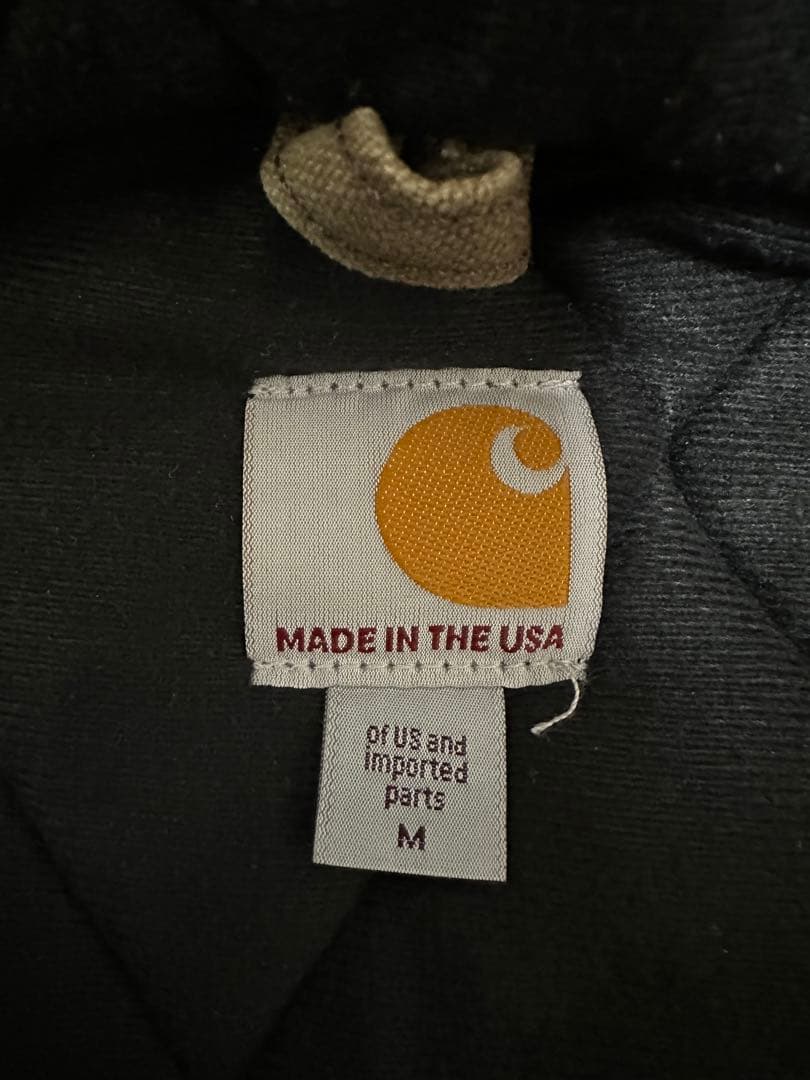 MADE IN THE USA
of US and
imported
parts
M